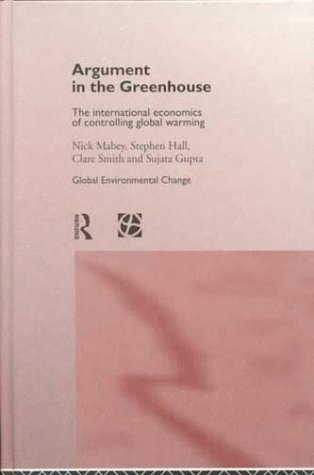 Argument
in the Greenhouse
The international economics
of controlling global warming
Nick Mabey, Stephen Hall,
Clare Smith and Sujata Gupta
Global Environmental Change